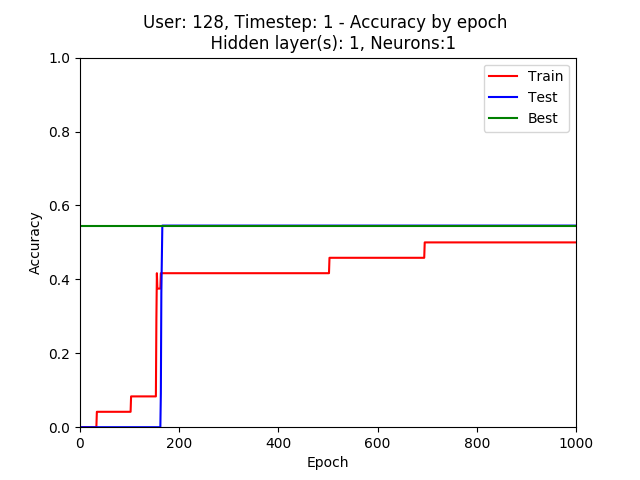 User: 128, Timestep: 1 - Accuracy by epoch
Hidden layer(s): 1, Neurons:1
1.0
0.8
0.6
0.4
0.2
0.0
Accuracy
Train
Test
Best
0 200 400 600 800 1000
Epoch